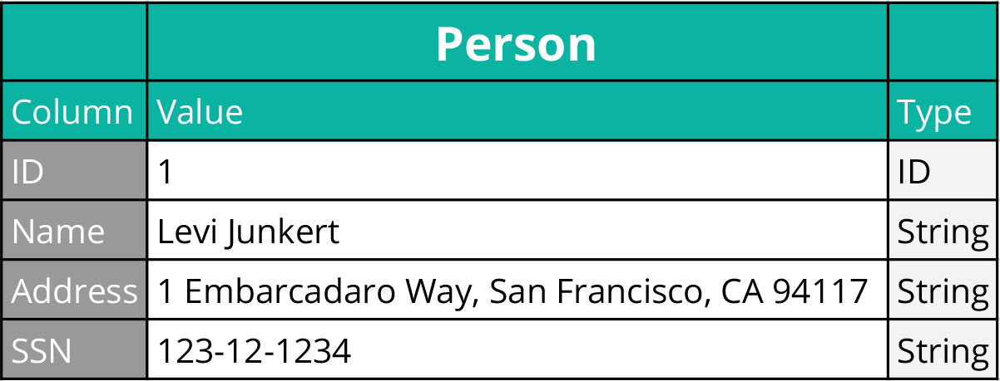 Person
Column Value Type
ID 1 ID
Name Levi Junkert String
Address 1 Embarcadaro Way, San Francisco, CA 94117 String
SSN 123-12-1234 String